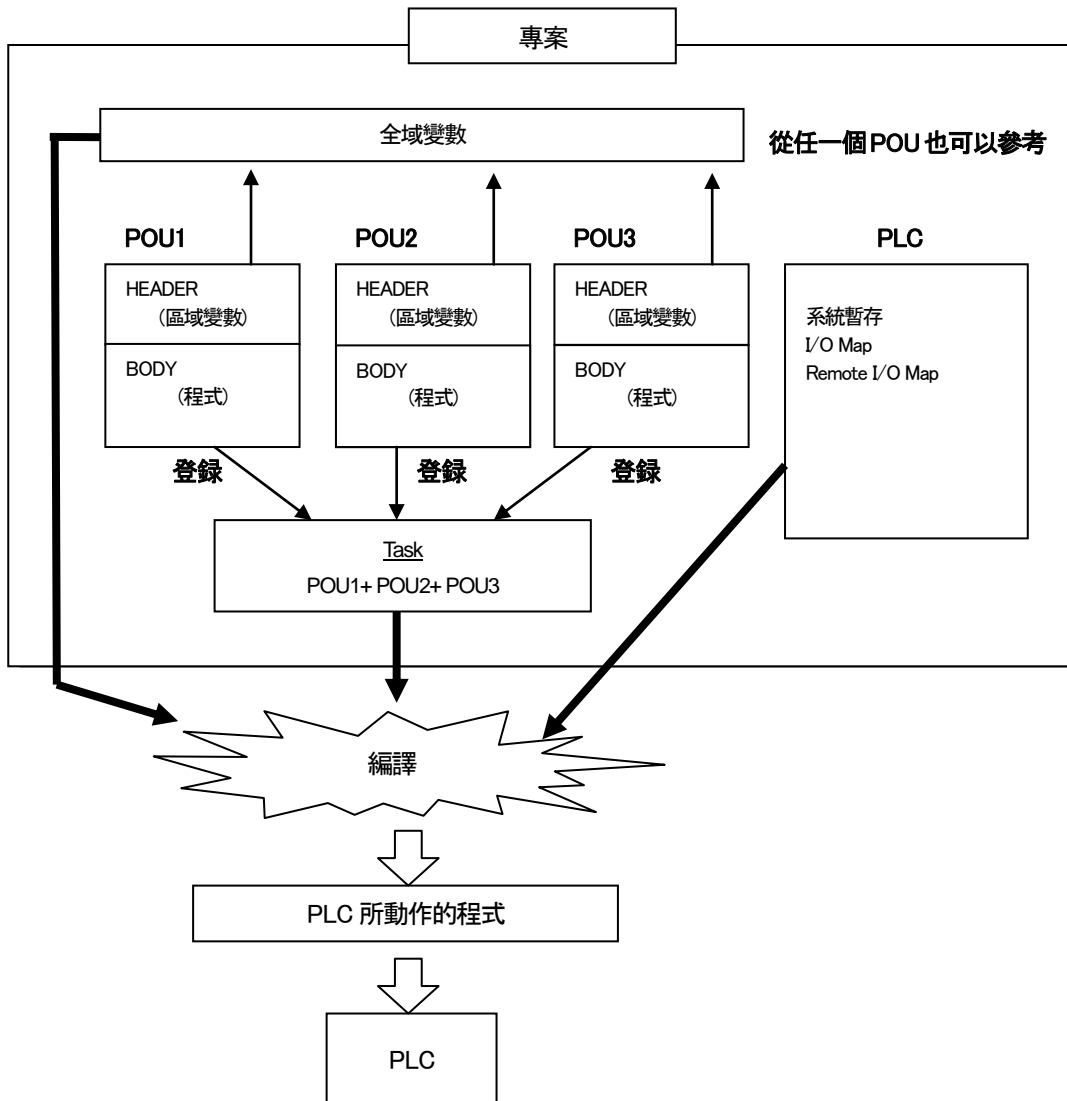 專案
全域變數
從任一個POU也可以參考
POU1
POU2
POU3
PLC
HEADER
(區域變數)
BODY
(程式)
HEADER
(區域變數)
BODY
(程式)
HEADER
(區域變數)
BODY
(程式)
系統暫存
I/O Map
Remote I/O Map
登録
登録
登録
Task
POU1+ POU2+ POU3
編譯
PLC 所動作的程式
PLC